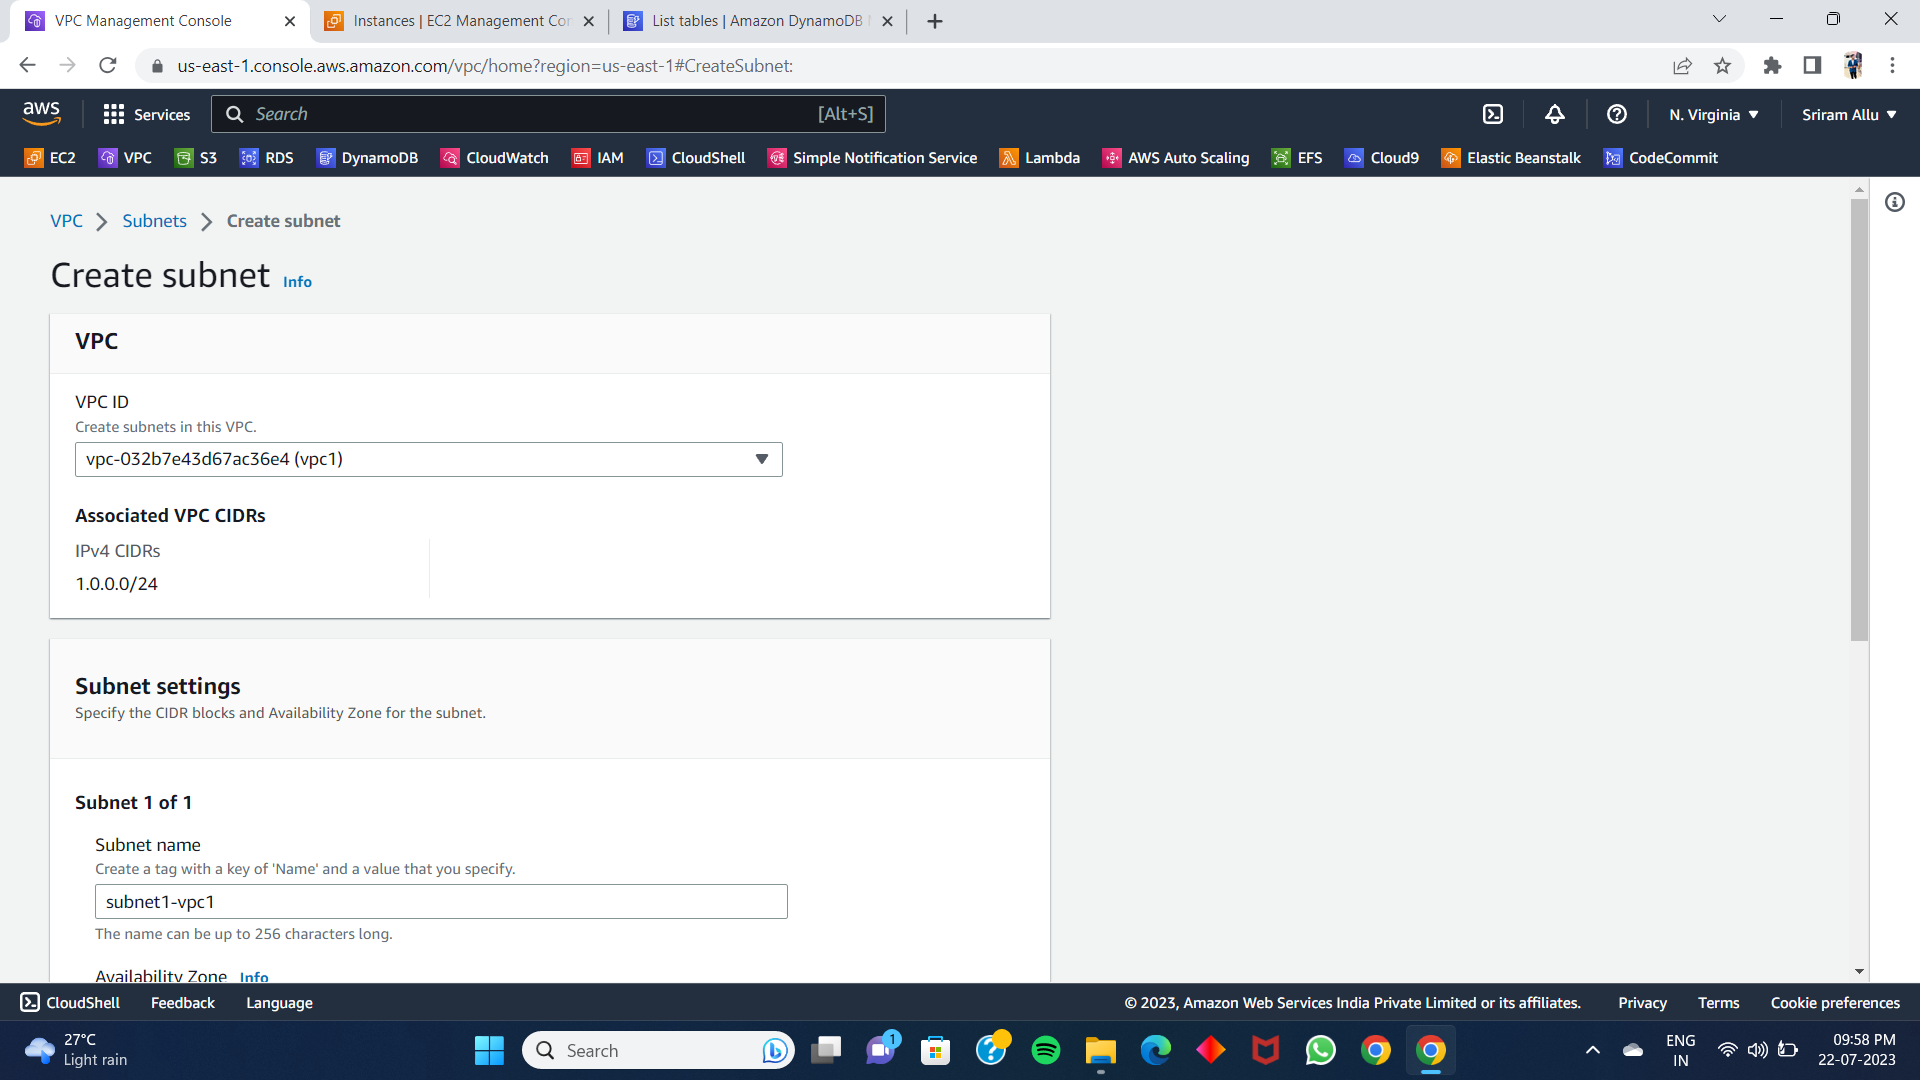 VPC Management Console
Instances | EC2 Management Con
List tables | Amazon DynamoDB
us-east-1.console.aws.amazon.com/vpc/home?region=us-east-1#CreateSubnet:
aws
Services
Search
[Alt+S]
N. Virginia
Sriram Allu
EC2
VPC
S3
RDS
DynamoDB
CloudWatch
IAM
CloudShell
Simple Notification Service
Lambda
AWS Auto Scaling
EFS
Cloud9
Elastic Beanstalk
CodeCommit
VPC
Subnets
Create subnet
Create subnet Info
VPC
VPC ID
Create subnets in this VPC.
vpc-032b7e43d67ac36e4 (vpc1)
Associated VPC CIDRs
IPv4 CIDRs
1.0.0.0/24
Subnet settings
Specify the CIDR blocks and Availability Zone for the subnet.
Subnet 1 of 1
Subnet name
Create a tag with a key of 'Name' and a value that you specify.
subnet1-vpc1
The name can be up to 256 characters long.
Availability Zone Info
CloudShell
Feedback
Language
© 2023, Amazon Web Services India Private Limited or its affiliates.
Privacy
Terms
Cookie preferences
27°C
Light rain
Search
1
ENG
IN
09:58 PM
22-07-2023